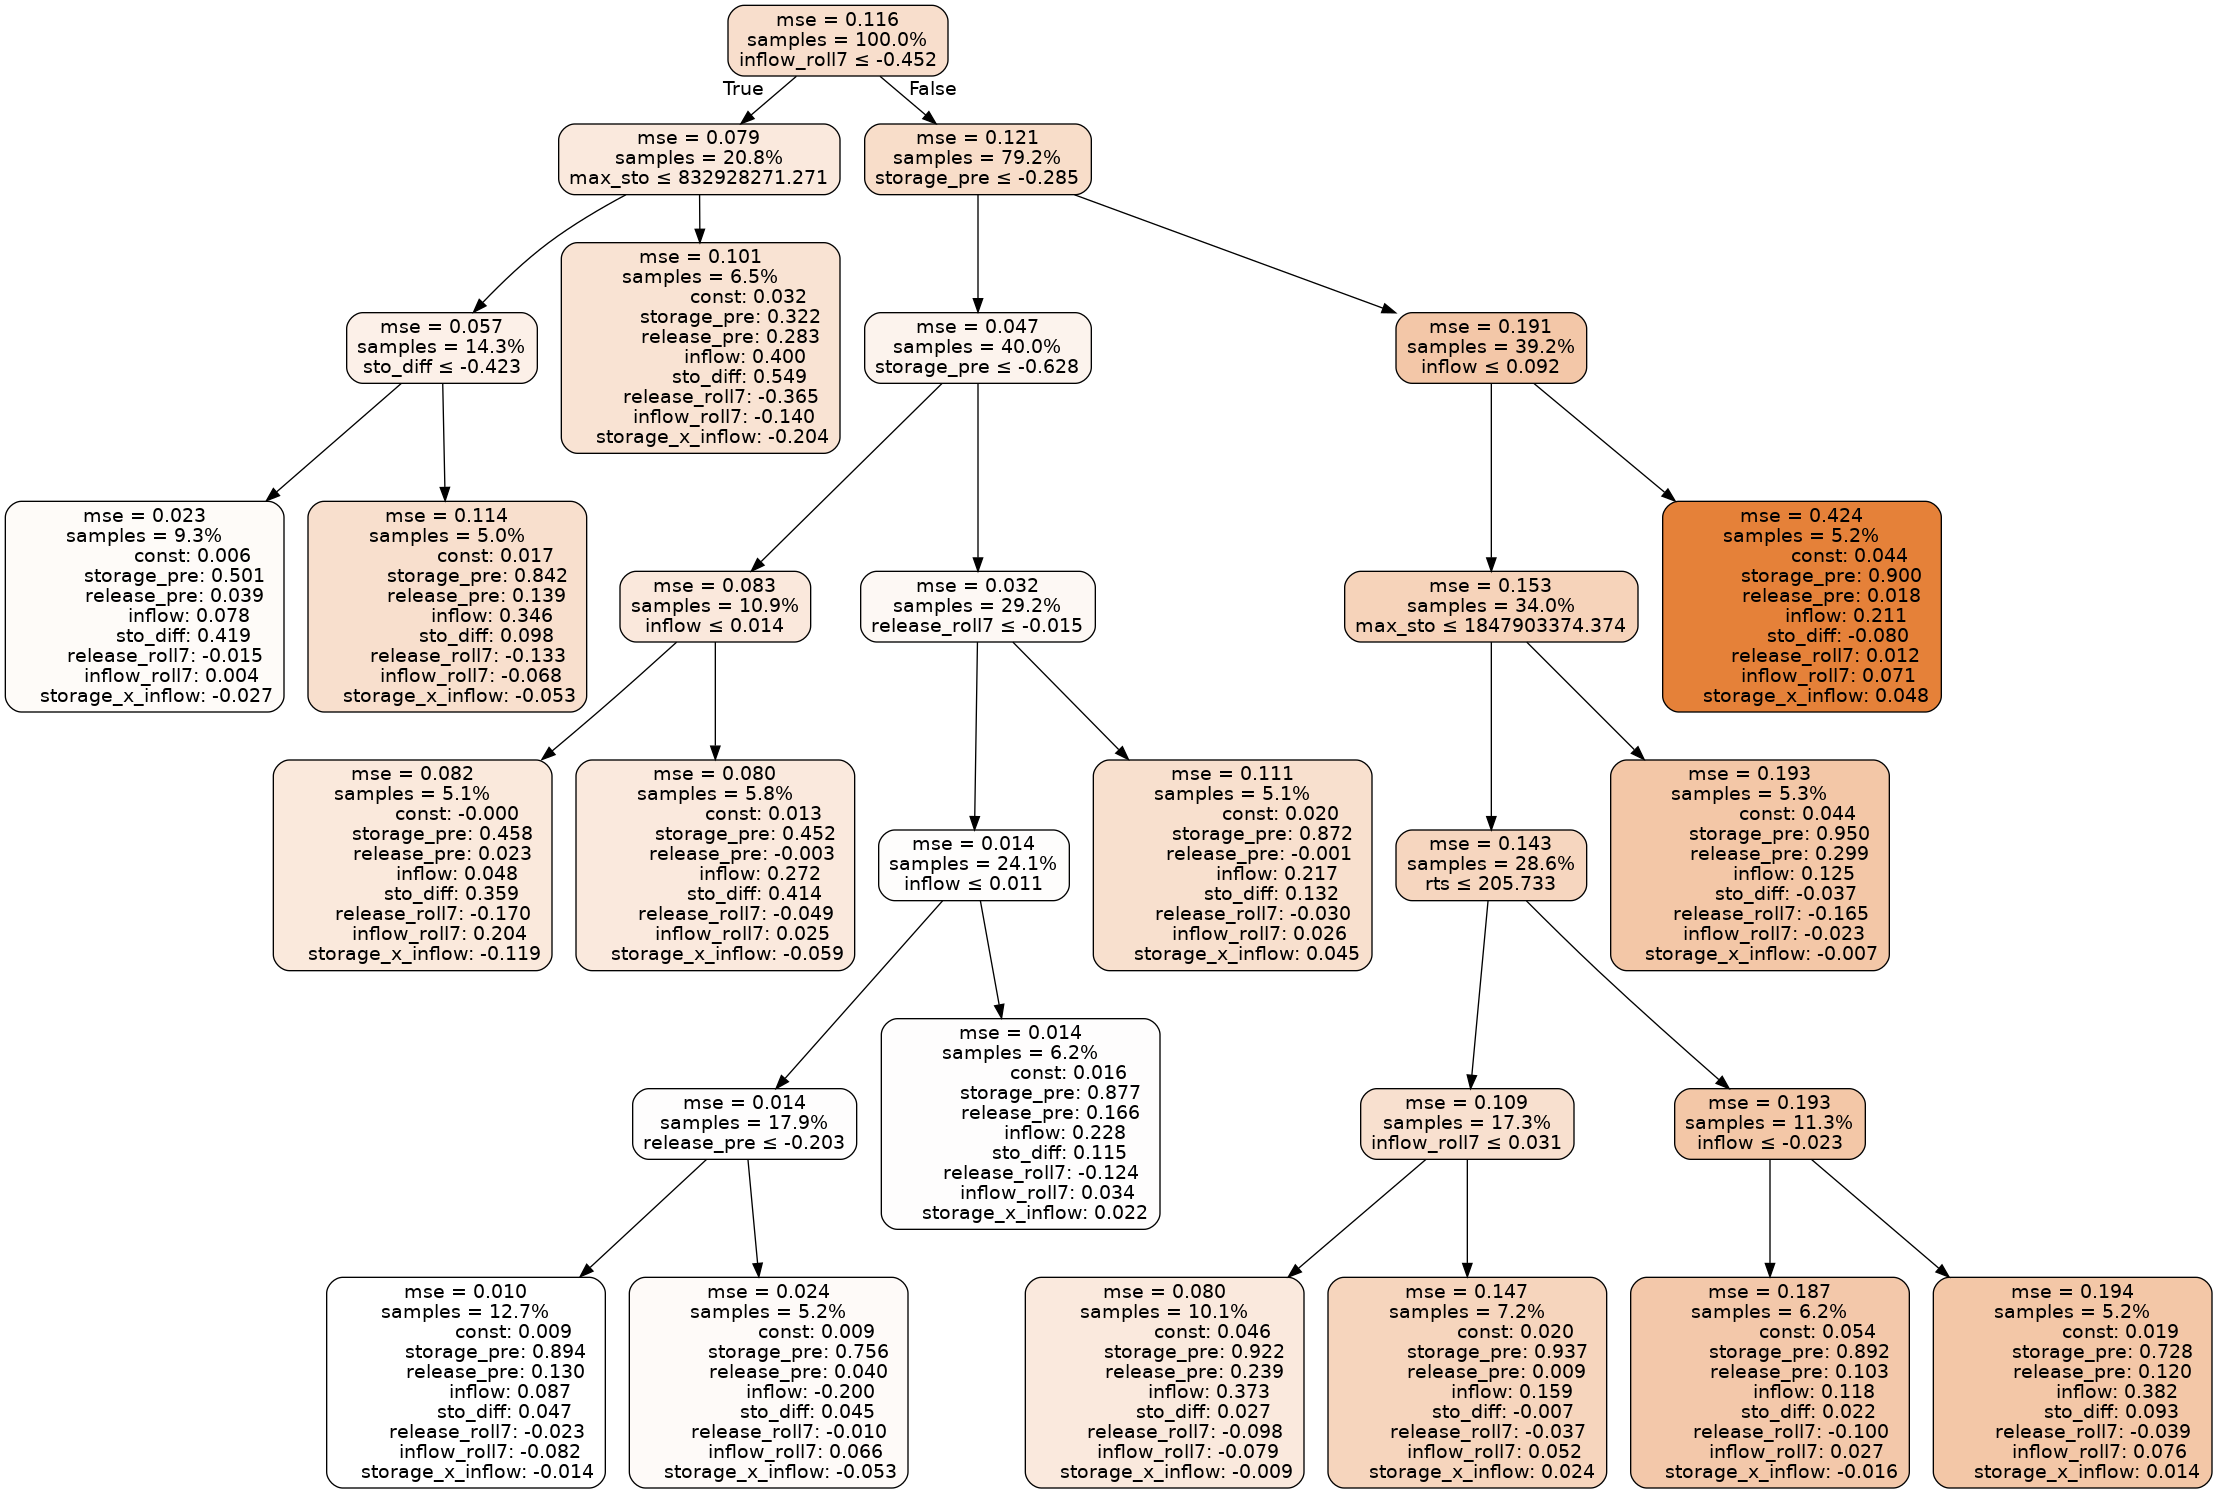 mse = 0.116
samples = 100.0%
inflow_roll7 ≤ -0.452
True
False
mse = 0.079
samples = 20.8%
max_sto ≤ 832928271.271
mse = 0.121
samples = 79.2%
storage_pre ≤ -0.285
mse = 0.101
samples = 6.5%
const: 0.032
storage_pre: 0.322
release_pre: 0.283
inflow: 0.400
sto_diff: 0.549
release_roll7: -0.365
inflow_roll7: -0.140
storage_x_inflow: -0.204
mse = 0.057
samples = 14.3%
sto_diff ≤ -0.423
mse = 0.047
samples = 40.0%
storage_pre ≤ -0.628
mse = 0.191
samples = 39.2%
inflow ≤ 0.092
mse = 0.023
samples = 9.3%
const: 0.006
storage_pre: 0.501
release_pre: 0.039
inflow: 0.078
sto_diff: 0.419
release_roll7: -0.015
inflow_roll7: 0.004
storage_x_inflow: -0.027
mse = 0.114
samples = 5.0%
const: 0.017
storage_pre: 0.842
release_pre: 0.139
inflow: 0.346
sto_diff: 0.098
release_roll7: -0.133
inflow_roll7: -0.068
storage_x_inflow: -0.053
mse = 0.424
samples = 5.2%
const: 0.044
storage_pre: 0.900
release_pre: 0.018
inflow: 0.211
sto_diff: -0.080
release_roll7: 0.012
inflow_roll7: 0.071
storage_x_inflow: 0.048
mse = 0.083
samples = 10.9%
inflow ≤ 0.014
mse = 0.032
samples = 29.2%
release_roll7 ≤ -0.015
mse = 0.153
samples = 34.0%
max_sto ≤ 1847903374.374
mse = 0.082
samples = 5.1%
const: -0.000
storage_pre: 0.458
release_pre: 0.023
inflow: 0.048
sto_diff: 0.359
release_roll7: -0.170
inflow_roll7: 0.204
storage_x_inflow: -0.119
mse = 0.080
samples = 5.8%
const: 0.013
storage_pre: 0.452
release_pre: -0.003
inflow: 0.272
sto_diff: 0.414
release_roll7: -0.049
inflow_roll7: 0.025
storage_x_inflow: -0.059
mse = 0.111
samples = 5.1%
const: 0.020
storage_pre: 0.872
release_pre: -0.001
inflow: 0.217
sto_diff: 0.132
release_roll7: -0.030
inflow_roll7: 0.026
storage_x_inflow: 0.045
mse = 0.193
samples = 5.3%
const: 0.044
storage_pre: 0.950
release_pre: 0.299
inflow: 0.125
sto_diff: -0.037
release_roll7: -0.165
inflow_roll7: -0.023
storage_x_inflow: -0.007
mse = 0.014
samples = 24.1%
inflow ≤ 0.011
mse = 0.143
samples = 28.6%
rts ≤ 205.733
mse = 0.014
samples = 6.2%
const: 0.016
storage_pre: 0.877
release_pre: 0.166
inflow: 0.228
sto_diff: 0.115
release_roll7: -0.124
inflow_roll7: 0.034
storage_x_inflow: 0.022
mse = 0.014
samples = 17.9%
release_pre ≤ -0.203
mse = 0.109
samples = 17.3%
inflow_roll7 ≤ 0.031
mse = 0.193
samples = 11.3%
inflow ≤ -0.023
mse = 0.010
samples = 12.7%
const: 0.009
storage_pre: 0.894
release_pre: 0.130
inflow: 0.087
sto_diff: 0.047
release_roll7: -0.023
inflow_roll7: -0.082
storage_x_inflow: -0.014
mse = 0.024
samples = 5.2%
const: 0.009
storage_pre: 0.756
release_pre: 0.040
inflow: -0.200
sto_diff: 0.045
release_roll7: -0.010
inflow_roll7: 0.066
storage_x_inflow: -0.053
mse = 0.080
samples = 10.1%
const: 0.046
storage_pre: 0.922
release_pre: 0.239
inflow: 0.373
sto_diff: 0.027
release_roll7: -0.098
inflow_roll7: -0.079
storage_x_inflow: -0.009
mse = 0.147
samples = 7.2%
const: 0.020
storage_pre: 0.937
release_pre: 0.009
inflow: 0.159
sto_diff: -0.007
release_roll7: -0.037
inflow_roll7: 0.052
storage_x_inflow: 0.024
mse = 0.187
samples = 6.2%
const: 0.054
storage_pre: 0.892
release_pre: 0.103
inflow: 0.118
sto_diff: 0.022
release_roll7: -0.100
inflow_roll7: 0.027
storage_x_inflow: -0.016
mse = 0.194
samples = 5.2%
const: 0.019
storage_pre: 0.728
release_pre: 0.120
inflow: 0.382
sto_diff: 0.093
release_roll7: -0.039
inflow_roll7: 0.076
storage_x_inflow: 0.014